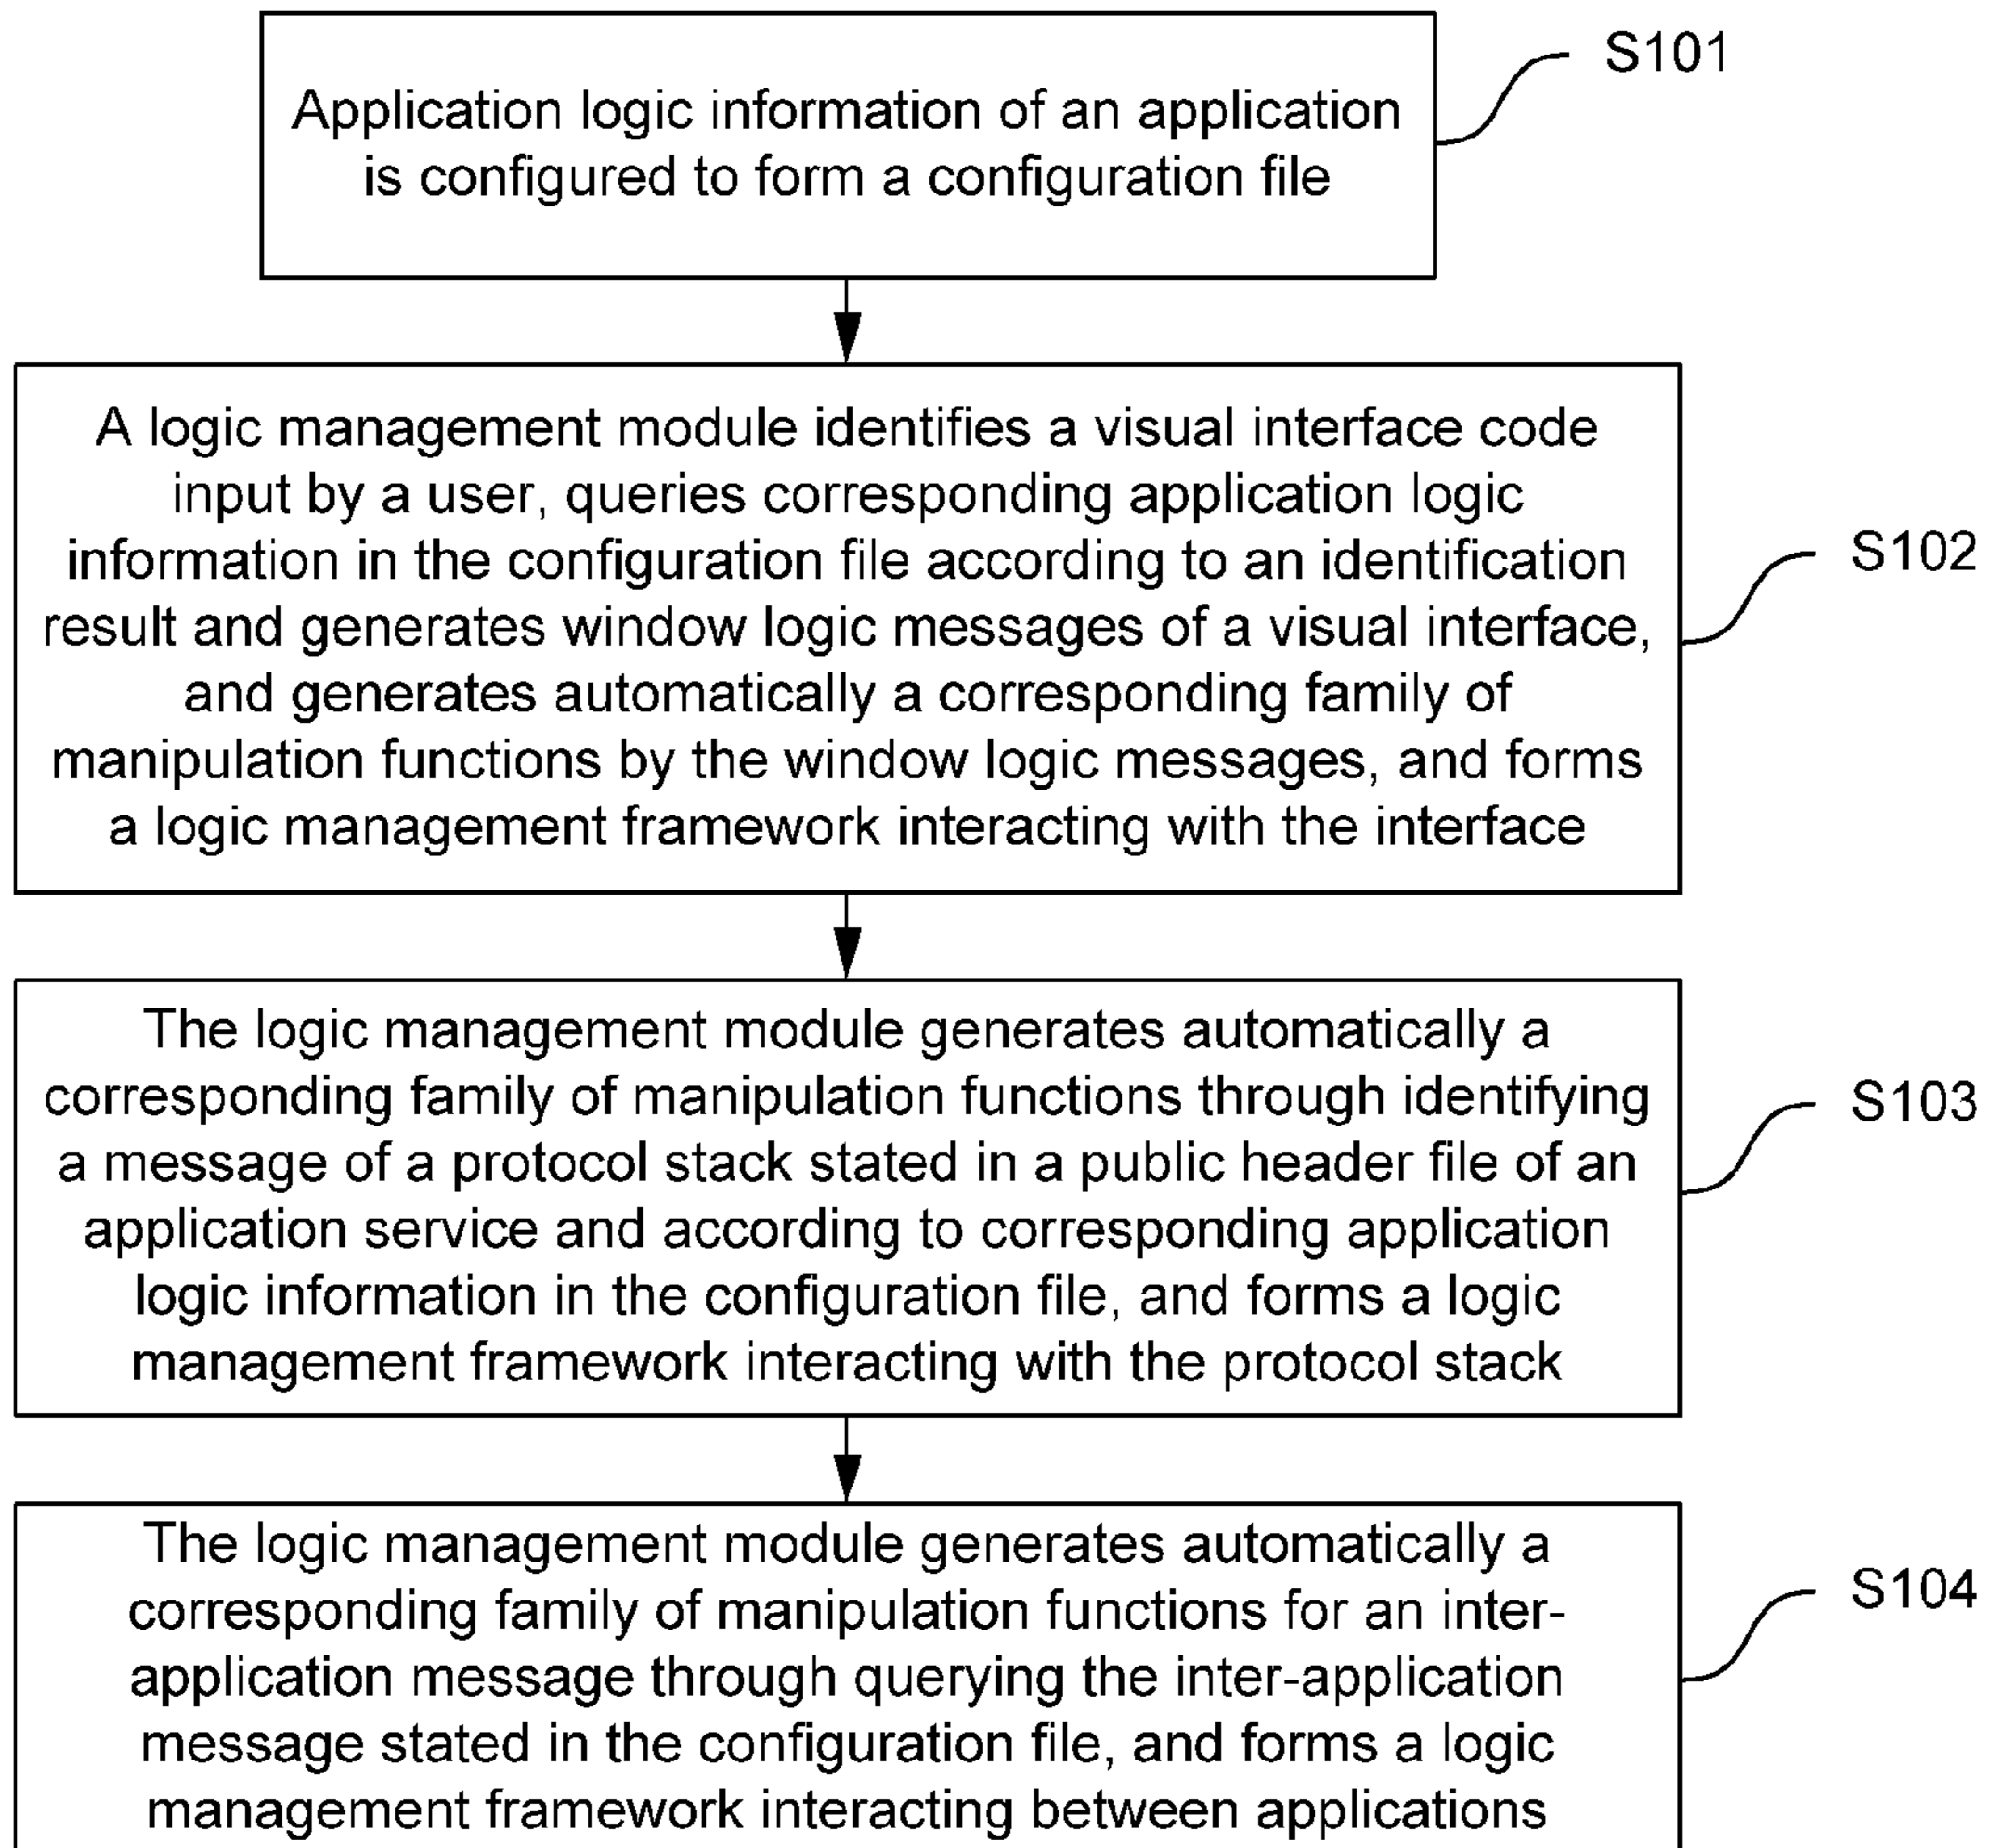 S101
Application logic information of an application
is configured to form a configuration file
A logic management module identifies a visual interface code
input by a user, queries corresponding application logic
information in the configuration file according to an identification
result and generates window logic messages of a visual interface,
and generates automatically a corresponding family of
manipulation functions by the window logic messages, and forms
a logic management framework interacting with the interface
S102
The logic management module generates automatically a
corresponding family of manipulation functions through identifying
a message of a protocol stack stated in a public header file of an
application service and according to corresponding application
logic information in the configuration file, and forms a logic
management framework interacting with the protocol stack
S103
The logic management module generates automatically a
corresponding family of manipulation functions for an inter-
application message through querying the inter-application
message stated in the configuration file, and forms a logic
management framework interacting between applications
S104